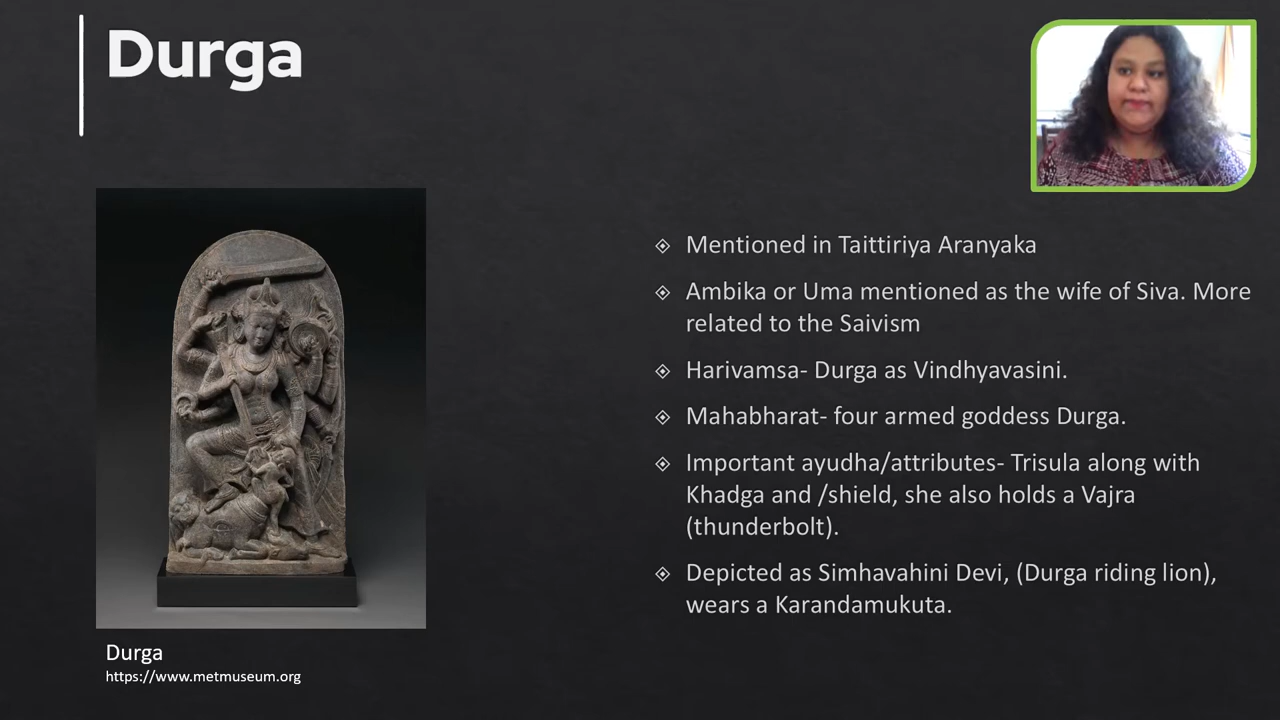 Durga
Mentioned in Taittiriya Aranyaka
Ambika or Uma mentioned as the wife of Siva. More
related to the Saivism
Harivamsa- Durga as Vindhyavasini.
Mahabharat- four armed goddess Durga.
Important ayudha/attributes- Trisula along with
Khadga and /shield, she also holds a Vajra
(thunderbolt).
Depicted as Simhavahini Devi, (Durga riding lion),
wears a Karandamukuta.
Durga
https://www.metmuseum.org